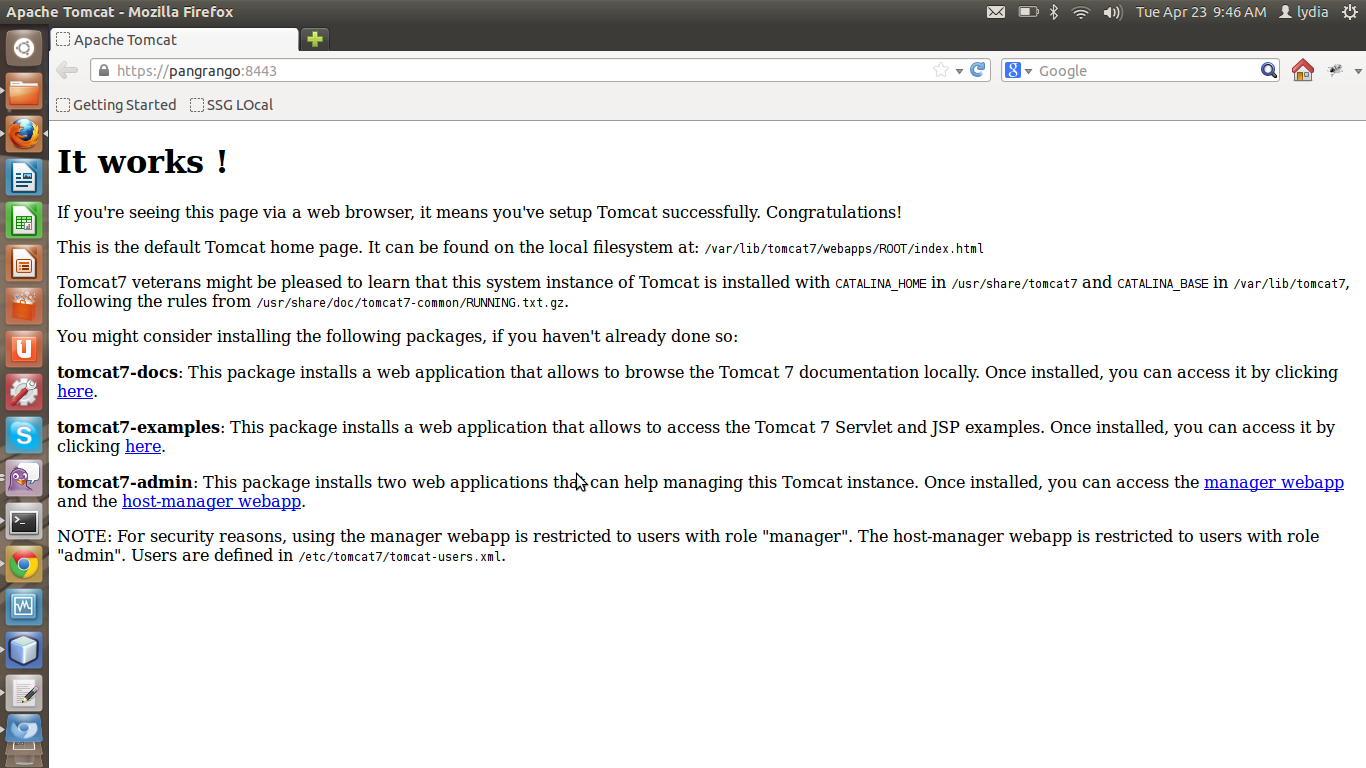 Apache Tomcat - Mozilla Firefox
Tue Apr 23 9:46 AM lydia
Apache Tomcat
https://pangrango:8443
8 Google
Getting Started SSG LOcal
It works !
If you're seeing this page via a web browser, it means you've setup Tomcat successfully. Congratulations!
This is the default Tomcat home page. It can be found on the local filesystem at: /var/lib/tomcat7/webapps/ROOT/index.html
Tomcat7 veterans might be pleased to learn that this system instance of Tomcat is installed with CATALINA_HOME in /usr/share/tomcat7 and CATALINA_BASE in /var/lib/tomcat7,
following the rules from /usr/share/doc/tomcat7-common/RUNNING.txt.gz.
You might consider installing the following packages, if you haven't already done so:
tomcat7-docs: This package installs a web application that allows to browse the Tomcat 7 documentation locally. Once installed, you can access it by clicking
here.
tomcat7-examples: This package installs a web application that allows to access the Tomcat 7 Servlet and JSP examples. Once installed, you can access it by
clicking here.
tomcat7-admin: This package installs two web applications that can help managing this Tomcat instance. Once installed, you can access the manager webapp
and the host-manager webapp.
NOTE: For security reasons, using the manager webapp is restricted to users with role "manager". The host-manager webapp is restricted to users with role
"admin". Users are defined in /etc/tomcat7/tomcat-users.xml.